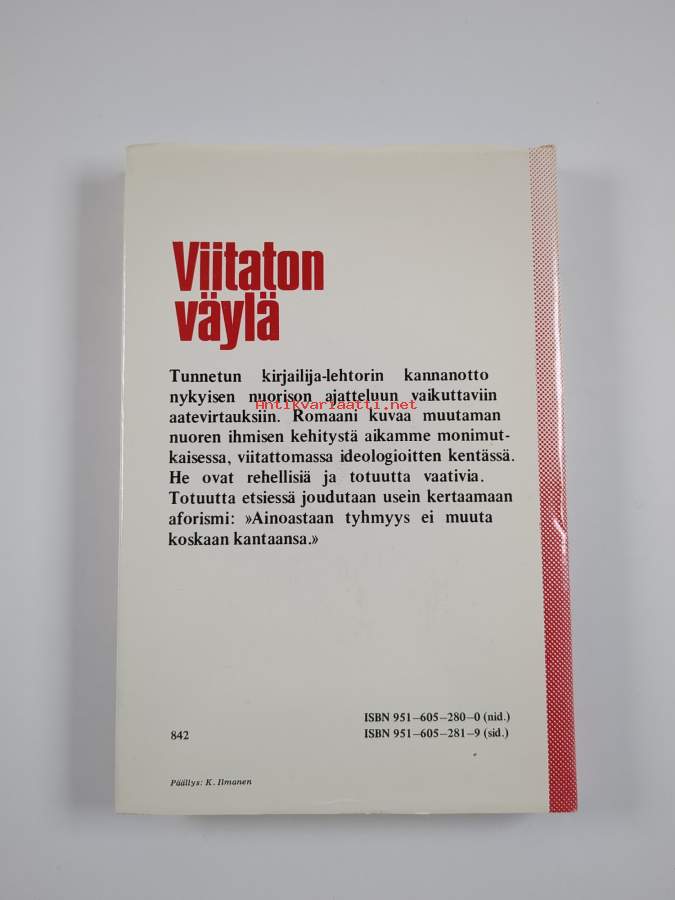 Viitaton
väylä
Tunnetun kirjailija-lehtorin kannanotto
nykyisen nuorison ajatteluun vaikuttaviin
Antikvariaatti.net
aatevirtauksiin. Romaani kuvaa muutaman
nuoren ihmisen kehitystä aikamme monimut-
kaisessa, viitattomassa ideologioitten kentässä.
He ovat rehellisiä ja totuutta vaativia.
Totuutta etsiessä joudutaan usein kertaamaan
aforismi: »Ainoastaan tyhmyys ei muuta
koskaan kantaansa.»
ISBN 951–605–280–0 (nid.)
842 ISBN 951–605–281–9 (sid.)
Päällys: K. Ilmanen